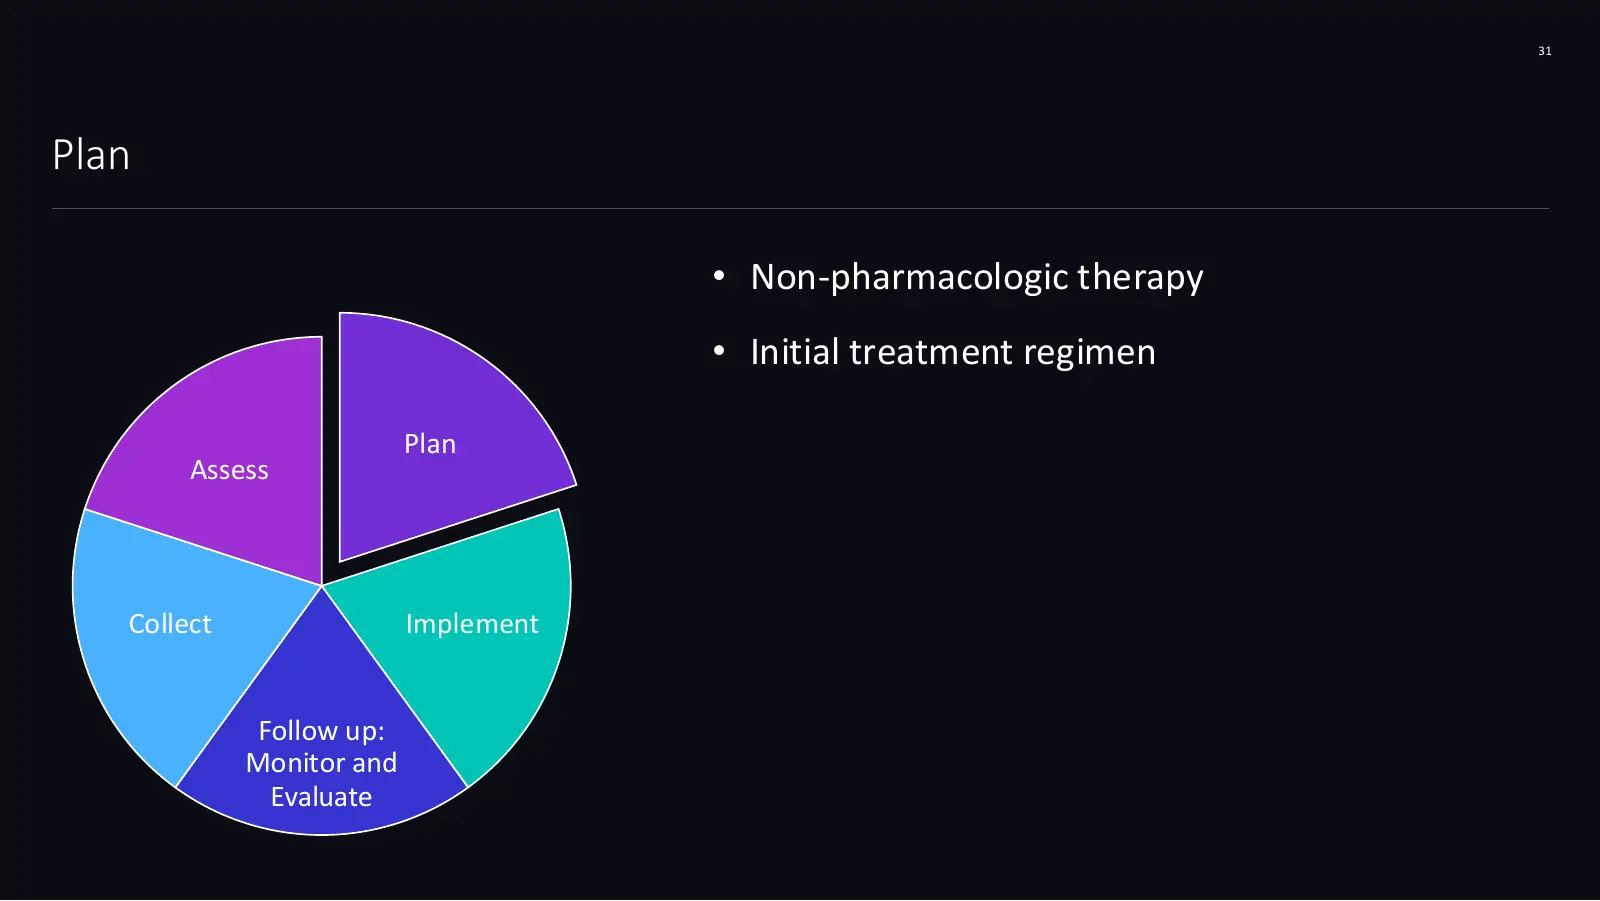 31
Plan
• Non-pharmacologic therapy
• Initial treatment regimen
Plan
Assess
Collect
Implement
Follow up:
Monitor and
Evaluate